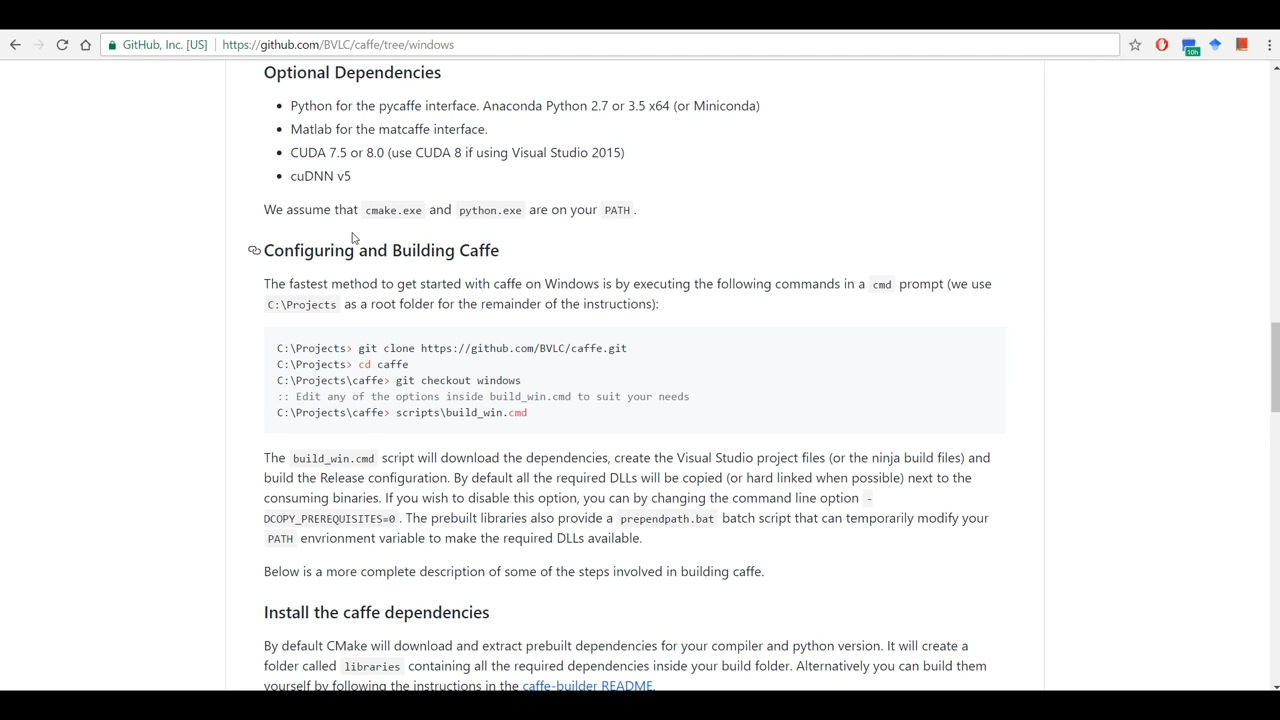 GitHub, Inc. [US] https://github.com/BVLC/caffe/tree/windows
10h
Optional Dependencies
Python for the pycaffe interface. Anaconda Python 2.7 or 3.5 x64 (or Miniconda)
Matlab for the matcaffe interface.
CUDA 7.5 or 8.0 (use CUDA 8 if using Visual Studio 2015)
cuDNN v5
We assume that cmake.exe and python.exe are on your PATH.
Configuring and Building Caffe
The fastest method to get started with caffe on Windows is by executing the following commands in a cmd prompt (we use
C:\Projects as a root folder for the remainder of the instructions):
C:\Projects> git clone https://github.com/BVLC/caffe.git
C:\Projects> cd caffe
C:\Projects\caffe> git checkout windows
:: Edit any of the options inside build_win.cmd to suit your needs
C:\Projects\caffe> scripts\build_win.cmd
The build_win.cmd script will download the dependencies, create the Visual Studio project files (or the ninja build files) and
build the Release configuration. By default all the required DLLs will be copied (or hard linked when possible) next to the
consuming binaries. If you wish to disable this option, you can by changing the command line option -
DCOPY_PREREQUISITES=0. The prebuilt libraries also provide a prependpath.bat batch script that can temporarily modify your
PATH envrionment variable to make the required DLLs available.
Below is a more complete description of some of the steps involved in building caffe.
Install the caffe dependencies
By default CMake will download and extract prebuilt dependencies for your compiler and python version. It will create a
folder called libraries containing all the required dependencies inside your build folder. Alternatively you can build them
yourself by following the instructions in the caffe-builder README.